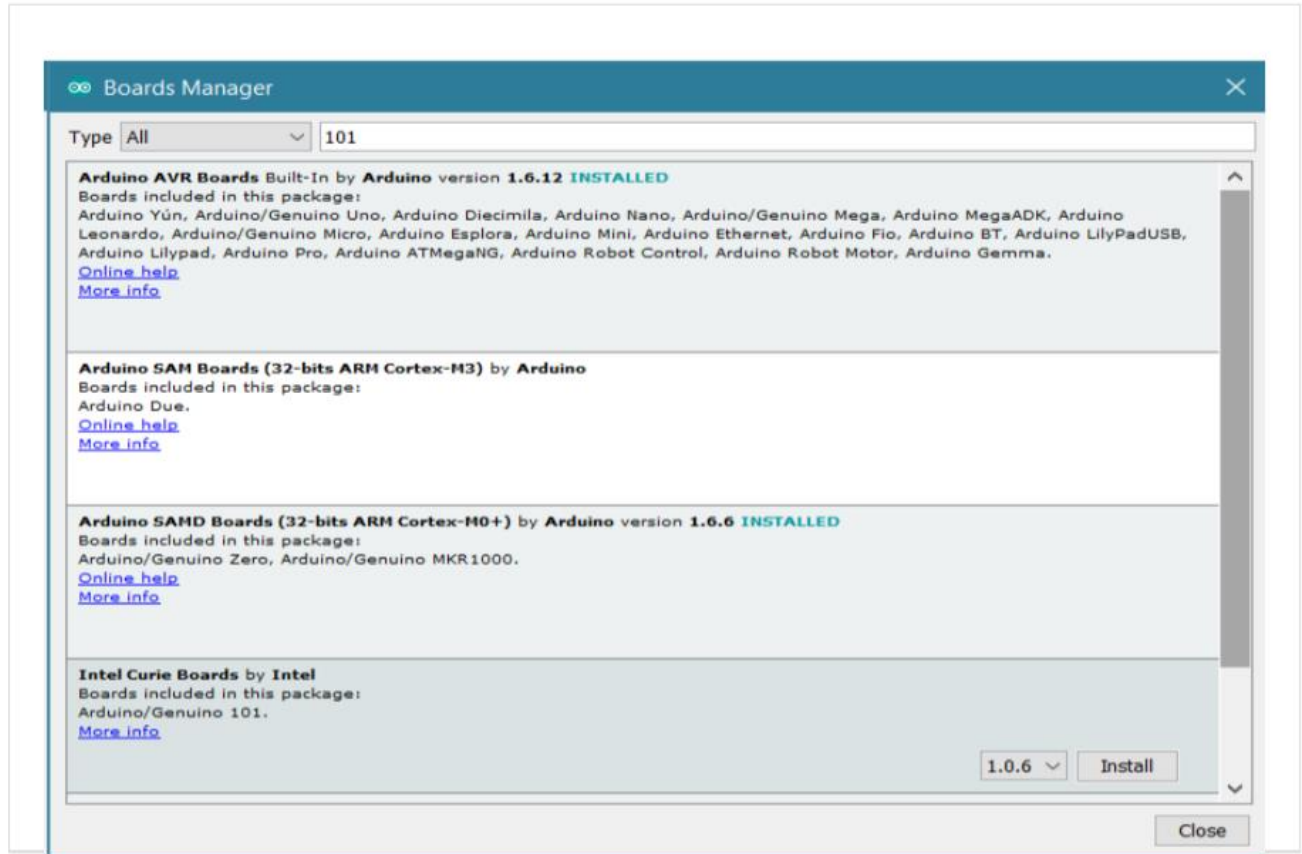 Boards Manager
Type All 101
Arduino AVR Boards Built-In by Arduino version 1.6.12 INSTALLED
Boards included in this package:
Arduino Yún, Arduino/Genuino Uno, Arduino Diecimila, Arduino Nano, Arduino/Genuino Mega, Arduino MegaADK, Arduino
Leonardo, Arduino/Genuino Micro, Arduino Esplora, Arduino Mini, Arduino Ethernet, Arduino Fio, Arduino BT, Arduino LilyPadUSB,
Arduino Lilypad, Arduino Pro, Arduino ATMegaNG, Arduino Robot Control, Arduino Robot Motor, Arduino Gemma.
Online help
More info
Arduino SAM Boards (32-bits ARM Cortex-M3) by Arduino
Boards included in this package:
Arduino Due.
Online help
More info
Arduino SAMD Boards (32-bits ARM Cortex-M0+) by Arduino version 1.6.6 INSTALLED
Boards included in this package:
Arduino/Genuino Zero, Arduino/Genuino MKR1000.
Online help
More info
Intel Curie Boards by Intel
Boards included in this package:
Arduino/Genuino 101.
More info
1.0.6 Install
Close